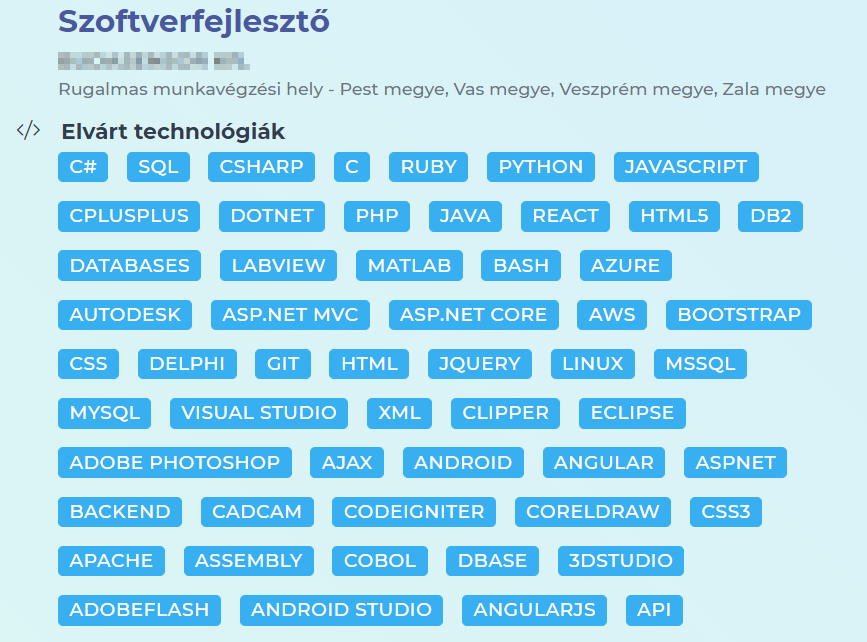 Szoftverfejlesztő
Rugalmas munkavégzési hely - Pest megye, Vas megye, Veszprém megye, Zala megye
</> Elvárt technológiák
C# SQL CSHARP C RUBY PYTHON JAVASCRIPT
CPLUSPLUS DOTNET PHP JAVA REACT HTML5 DB2
DATABASES LABVIEW MATLAB BASH AZURE
AUTODESK ASP.NET MVC ASP.NET CORE AWS BOOTSTRAP
CSS DELPHI GIT HTML JQUERY LINUX MSSQL
MYSQL VISUAL STUDIO XML CLIPPER ECLIPSE
ADOBE PHOTOSHOP AJAX ANDROID ANGULAR ASPNET
BACKEND CADCAM CODEIGNITER CORELDRAW CSS3
APACHE ASSEMBLY COBOL DBASE 3DSTUDIO
ADOBEFLASH ANDROID STUDIO ANGULARJS API